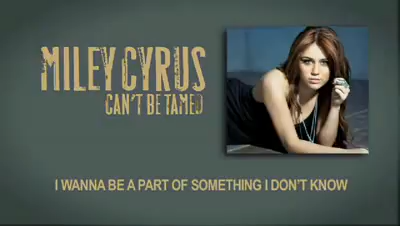 MILEY CYRUS
CAN'T BE TAMED
I WANNA BE A PART OF SOMETHING I DON'T KNOW